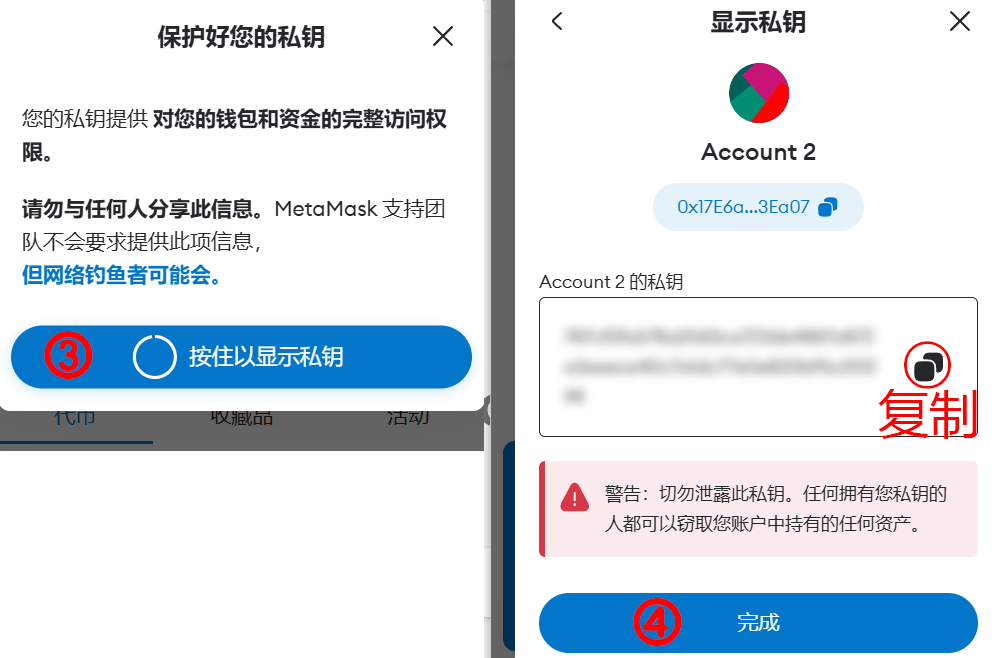 保护好您的私钥
您的私钥提供 对您的钱包和资金的完整访问权
限。
请勿与任何人分享此信息。MetaMask 支持团
队不会要求提供此项信息，
但网络钓鱼者可能会。
③ 按住以显示私钥
代币 收藏品 活动
显示私钥
Account 2
0x17E6a...3Ea07
Account 2 的私钥
复制
警告：切勿泄露此私钥。任何拥有您私钥的
人都可以窃取您账户中持有的任何资产。
④ 完成